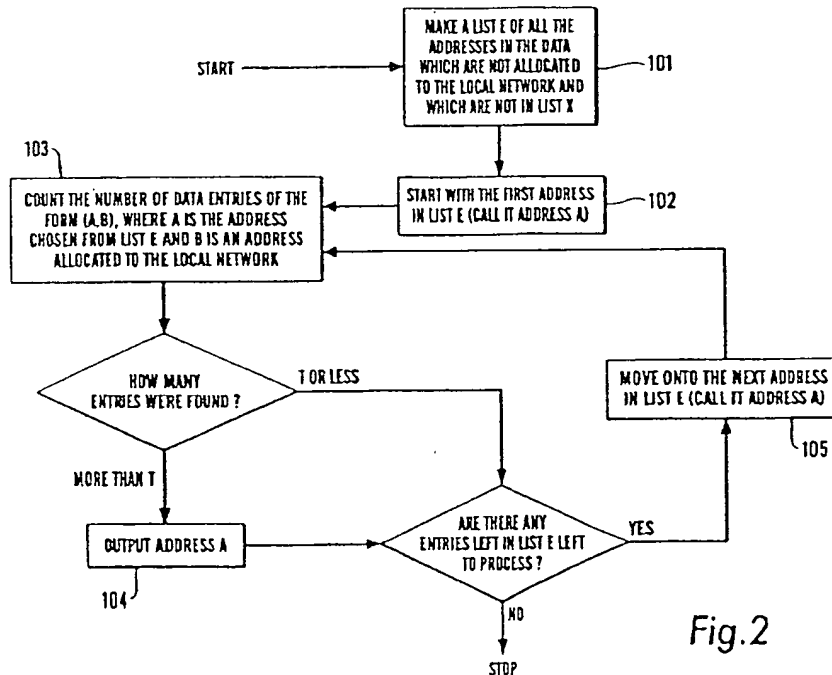 MAKE A LIST E OF ALL THE
ADDRESSES IN THE DATA
WHICH ARE NOT ALLOCATED
TO THE LOCAL NETWORK AND
WHICH ARE NOT IN LIST X
START
101
103
COUNT THE NUMBER OF DATA ENTRIES OF THE
FORM (A,B), WHERE A IS THE ADDRESS
CHOSEN FROM LIST E AND B IS AN ADDRESS
ALLOCATED TO THE LOCAL NETWORK
START WITH THE FIRST ADDRESS
IN LIST E (CALL IT ADDRESS A)
102
HOW MANY
ENTRIES WERE FOUND ?
T OR LESS
MOVE ONTO THE NEXT ADDRESS
IN LIST E (CALL IT ADDRESS A)
105
MORE THAN T
OUTPUT ADDRESS A
104
ARE THERE ANY
ENTRIES LEFT IN LIST E LEFT
TO PROCESS ?
YES
NO
STOP
Fig.2